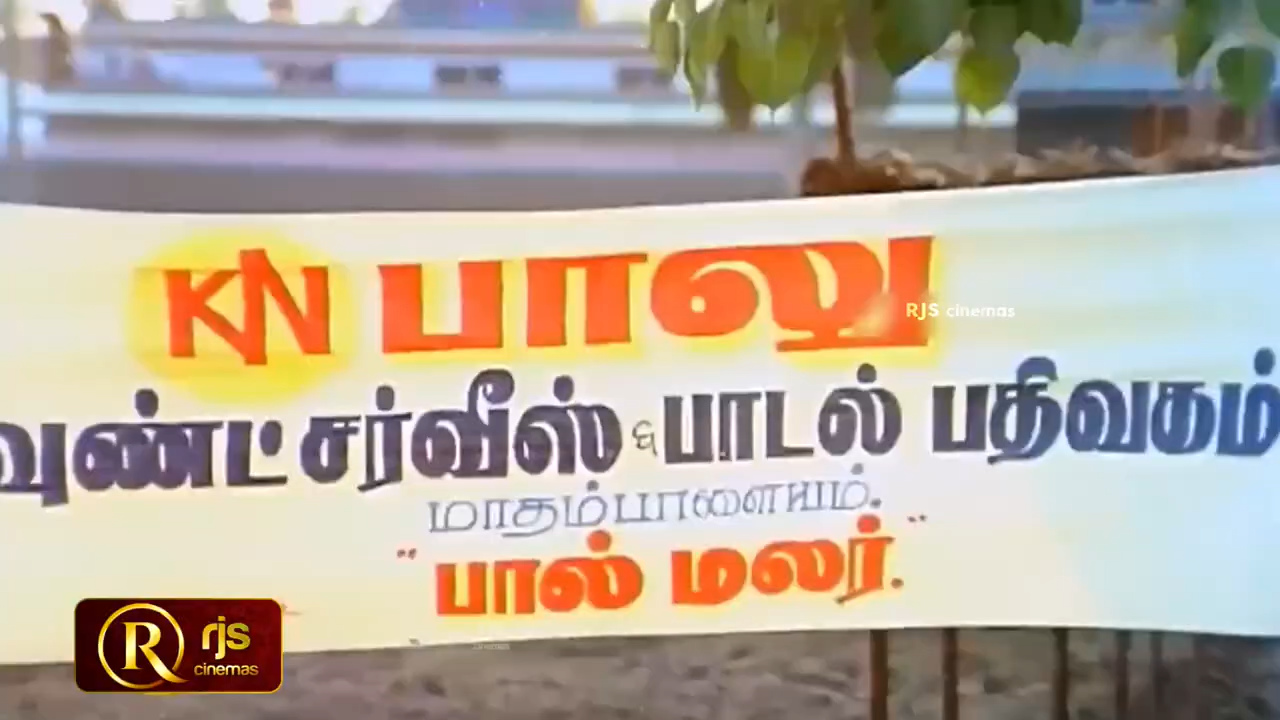 KN பாலு
RJS cinemas
வுண்ட் சர்வீஸ் & பாடல் பதிவகம்
மாதம்பாளையம்.
"பால் மலர்."
R rjs
cinemas